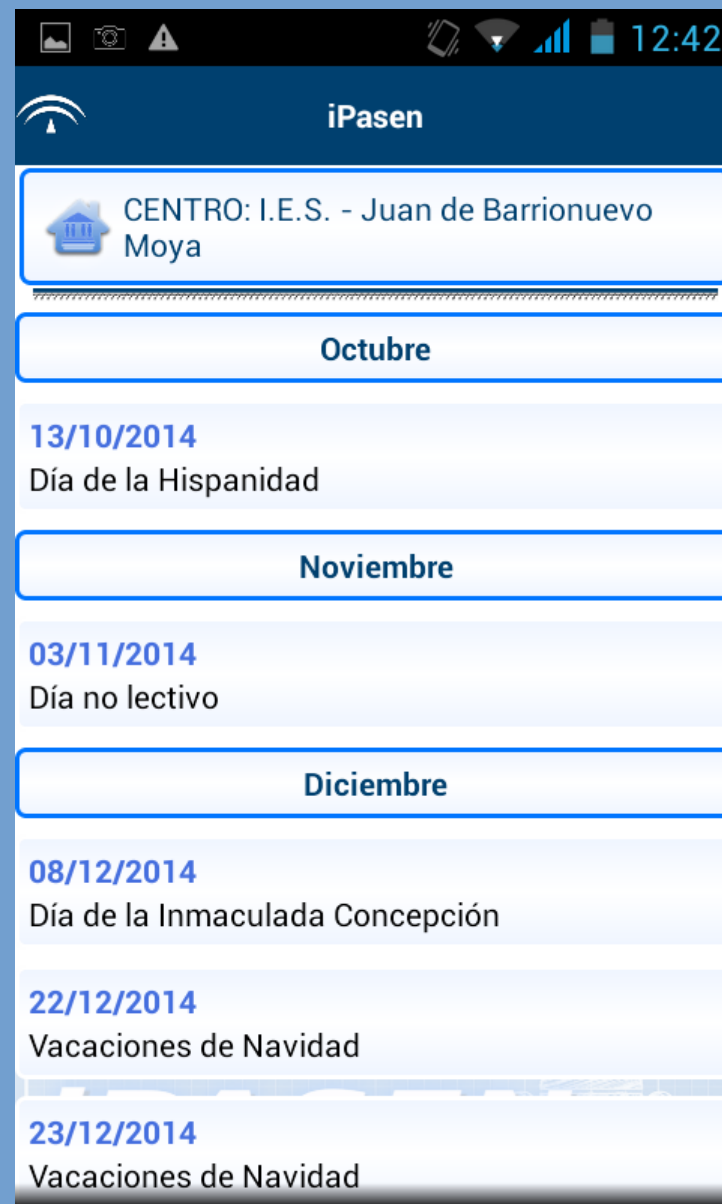 12:42
iPasen
CENTRO: I.E.S. - Juan de Barrionuevo
Moya
Octubre
13/10/2014
Día de la Hispanidad
Noviembre
03/11/2014
Día no lectivo
Diciembre
08/12/2014
Día de la Inmaculada Concepción
22/12/2014
Vacaciones de Navidad
23/12/2014
Vacaciones de Navidad